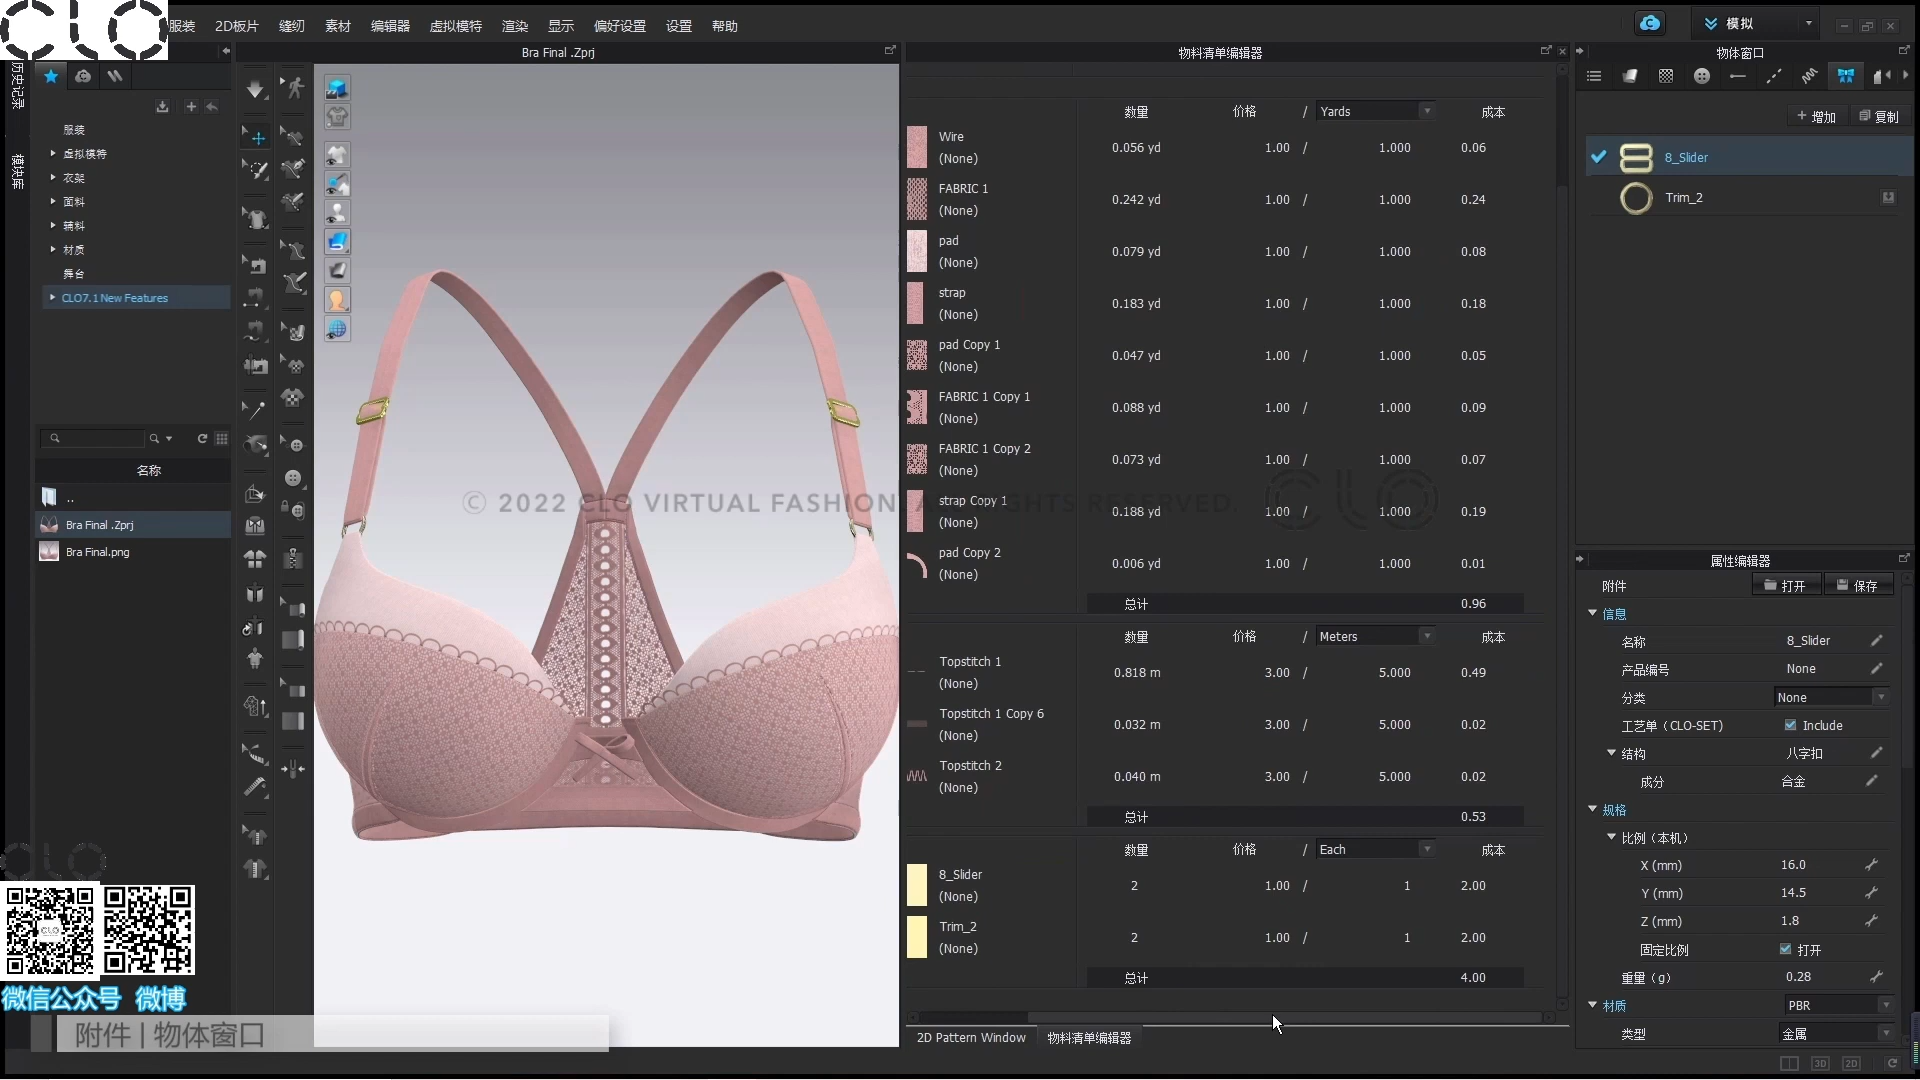 CLO
服装 2D板片 缝纫 素材 编辑器 虚拟模特 渲染 显示 偏好设置 设置 帮助
模拟
Bra Final .Zprj
物料清单编辑器
物体窗口
历史记录
模块库
服装
虚拟模特
衣架
面料
辅料
材质
舞台
CLO7.1 New Features
名称
..
Bra Final .Zprj
Bra Final.png
数量 价格 / Yards 成本
Wire
(None)
0.056 yd 1.00 / 1.000 0.06
FABRIC 1
(None)
0.242 yd 1.00 / 1.000 0.24
pad
(None)
0.079 yd 1.00 / 1.000 0.08
strap
(None)
0.183 yd 1.00 / 1.000 0.18
pad Copy 1
(None)
0.047 yd 1.00 / 1.000 0.05
FABRIC 1 Copy 1
(None)
0.088 yd 1.00 / 1.000 0.09
FABRIC 1 Copy 2
(None)
0.073 yd 1.00 / 1.000 0.07
strap Copy 1
(None)
0.188 yd 1.00 / 1.000 0.19
pad Copy 2
(None)
0.006 yd 1.00 / 1.000 0.01
总计 0.96
数量 价格 / Meters 成本
Topstitch 1
(None)
0.818 m 3.00 / 5.000 0.49
Topstitch 1 Copy 6
(None)
0.032 m 3.00 / 5.000 0.02
Topstitch 2
(None)
0.040 m 3.00 / 5.000 0.02
总计 0.53
数量 价格 / Each 成本
8_Slider
(None)
2 1.00 / 1 2.00
Trim_2
(None)
2 1.00 / 1 2.00
总计 4.00
2D Pattern Window 物料清单编辑器
© 2022 CLO VIRTUAL FASHION. ALL RIGHTS RESERVED. CLO
+ 增加 复制
8_Slider
Trim_2
属性编辑器
附件 打开 保存
信息
名称 8_Slider
产品编号 None
分类 None
工艺单（CLO-SET) Include
结构 八字扣
成分 合金
规格
比例（本机）
X (mm) 16.0
Y (mm) 14.5
Z (mm) 1.8
固定比例 打开
重量（g） 0.28
材质 PBR
类型 金属
3D 2D
clo
CLO
微信公众号 微博
附件 | 物体窗口